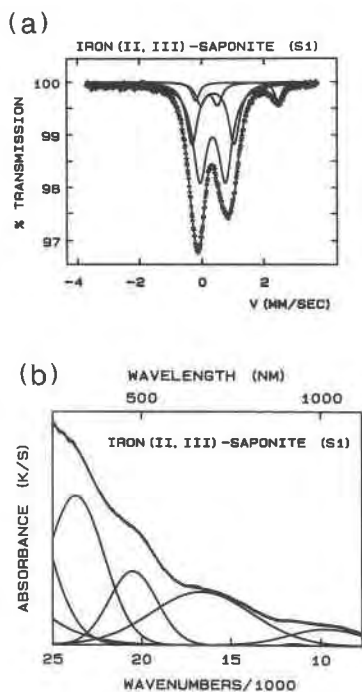 (a)
IRON (II, III) -SAPONITE (S1)
% TRANSMISSION
100
99
98
97
-4 -2 0 2
V (MM/SEC)
(b)
WAVELENGTH (NM)
500 1000
IRON (II, III) -SAPONITE (S1)
ABSORBANCE (K/S)
25 20 15 10
WAVENUMBERS/1000